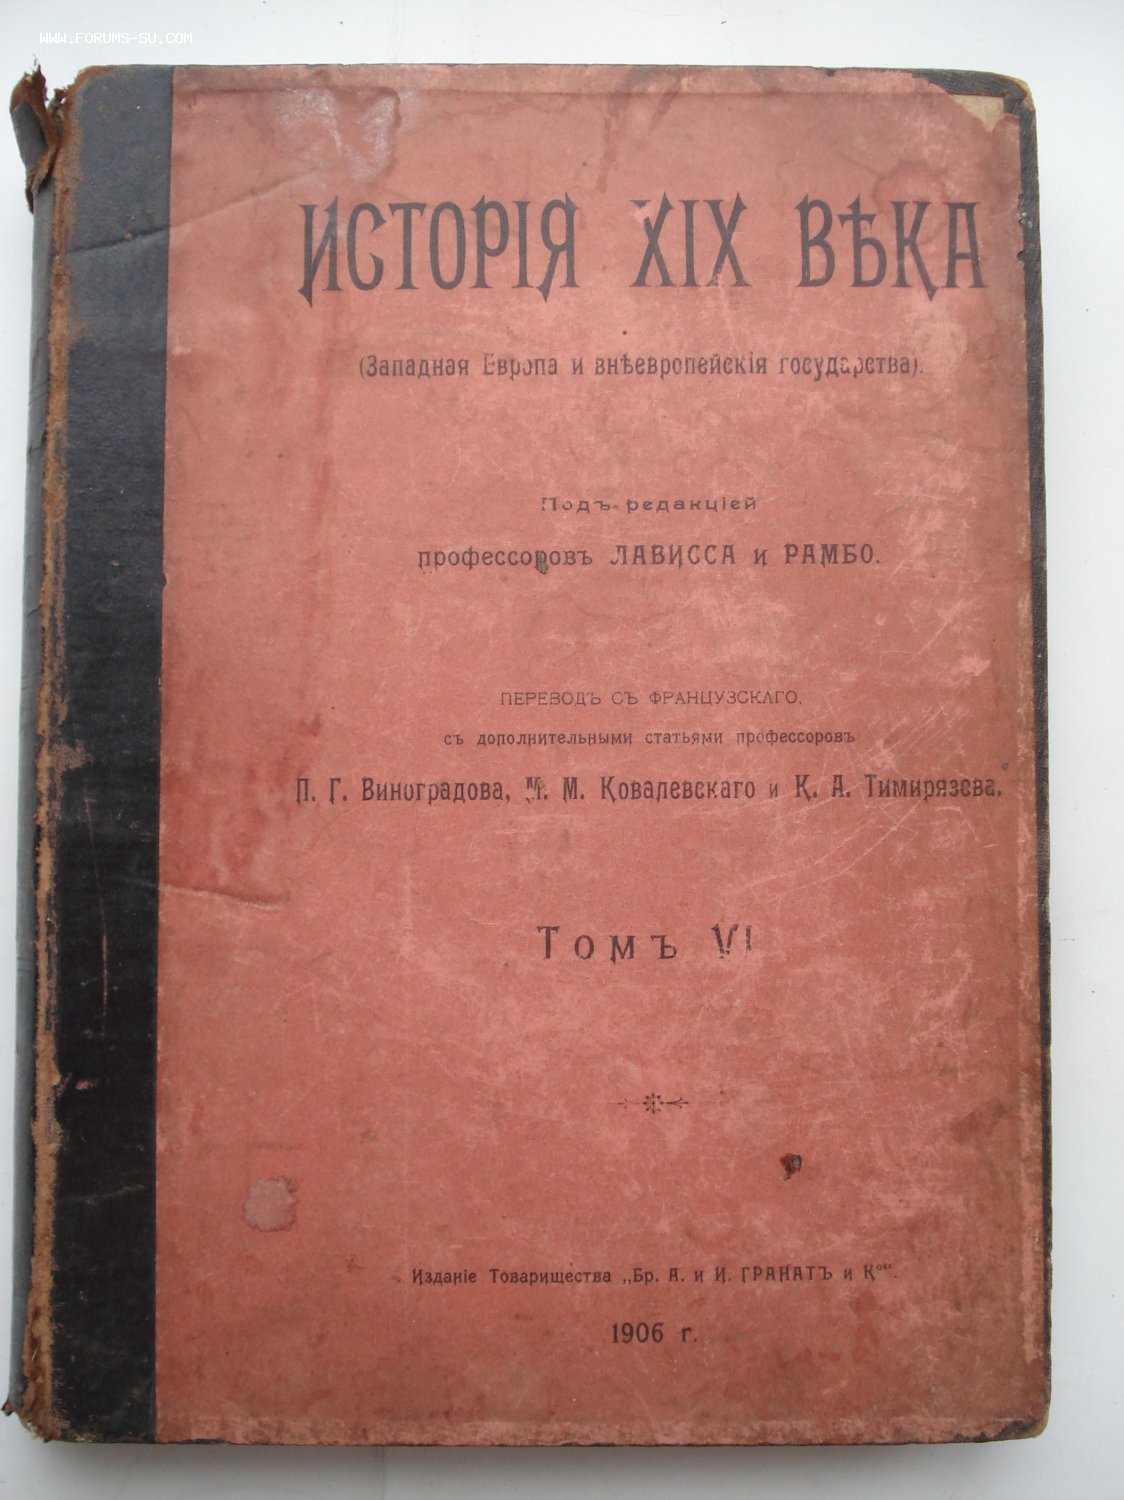 WWW.FORUMS-SU.COM
ИСТОРІЯ XIX ВѢКА
(Западная Европа и внѣевропейскія государства).
Подъ редакціей
профессоровъ ЛАВИССА и РАМБО.
ПЕРЕВОДЪ СЪ ФРАНЦУЗСКАГО,
съ дополнительными статьями профессоровъ
П. Г. Виноградова, М. М. Ковалевскаго и К. А. Тимирязева.
Томъ VI
Изданіе Товарищества „Бр. А. и И. ГРАНАТЪ и Ко“.
1906 г.